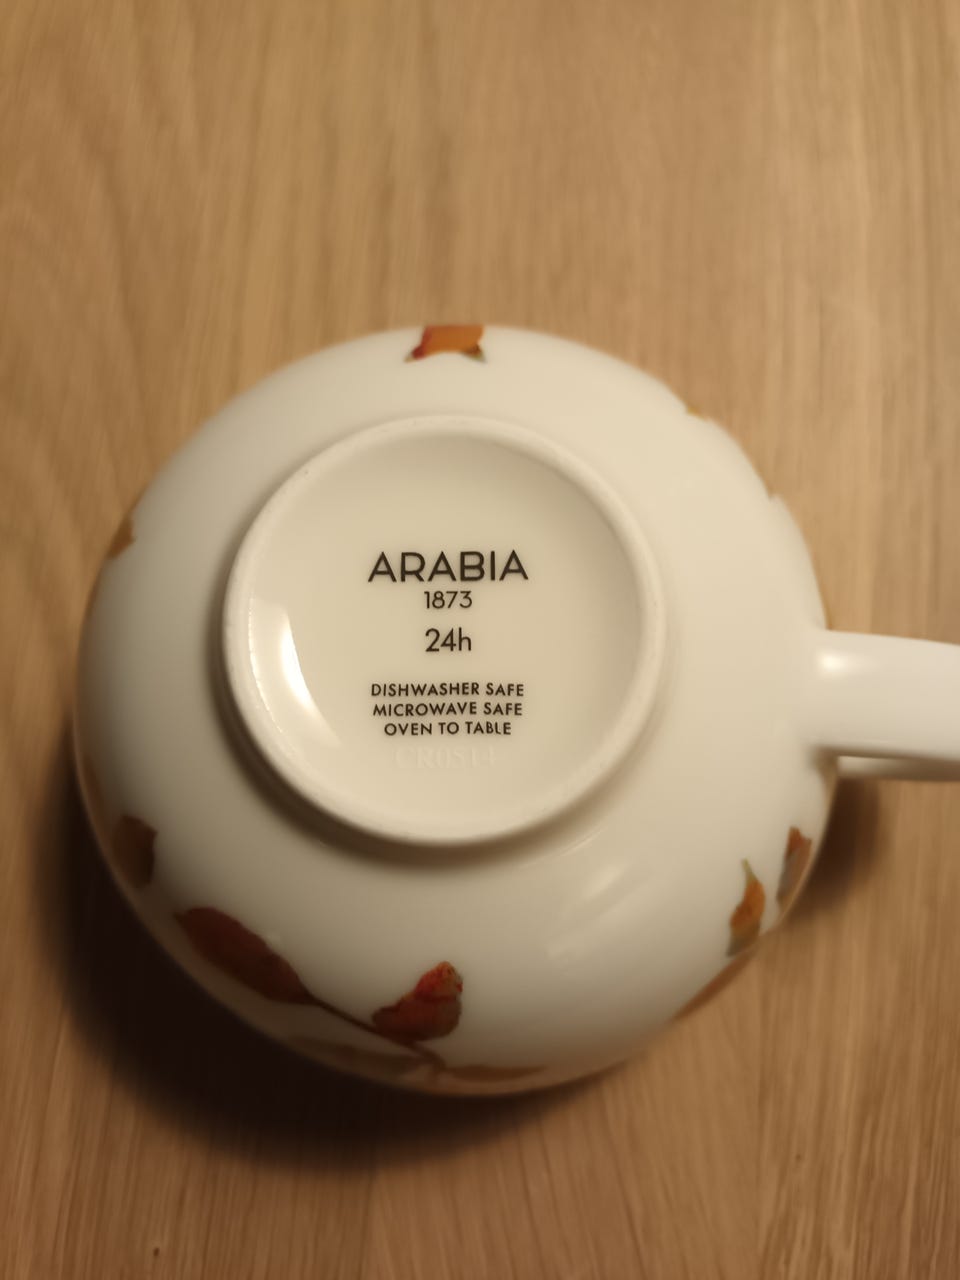 ARABIA
1873
24h
DISHWASHER SAFE
MICROWAVE SAFE
OVEN TO TABLE